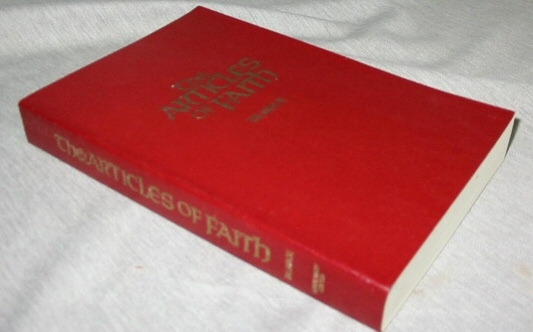 The
ARTICLES
OF FAITH
The ARTICLES OF FAITH